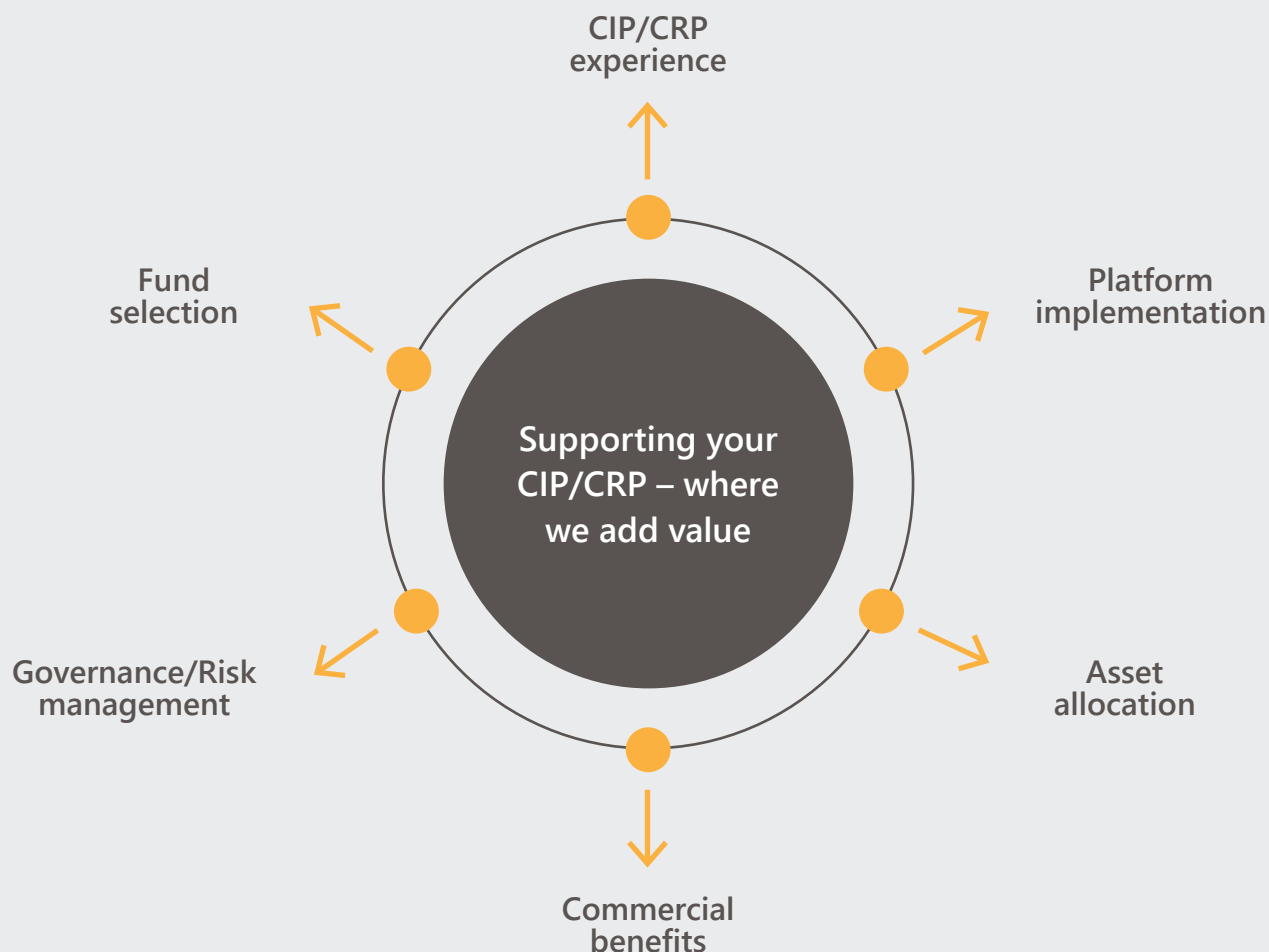 CIP/CRP
experience
Fund
selection
Platform
implementation
Supporting your
CIP/CRP – where
we add value
Governance/Risk
management
Asset
allocation
Commercial
benefits